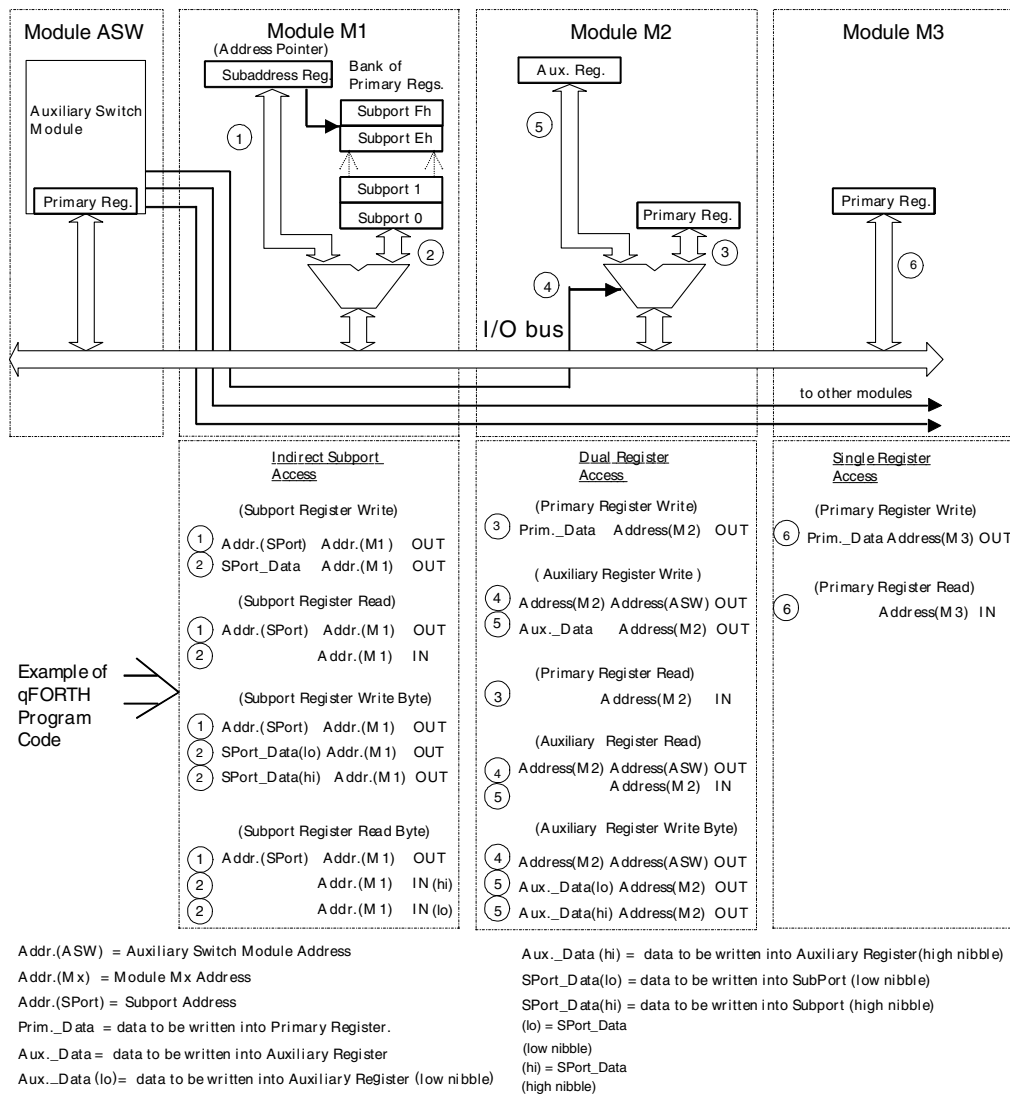 Module ASW
Module M1
Module M2
Module M3
Auxiliary Switch
Module
Primary Reg.
(Address Pointer)
Subaddress Reg.
Bank of
Primary Regs.
Subport Fh
Subport Eh
Subport 1
Subport 0
1
2
Aux. Reg.
5
Primary Reg.
3
4
I/O bus
Primary Reg.
6
to other modules
Indirect Support
Access
(Subport Register Write)
1 Addr.(SPort) Addr.(M1) OUT
2 SPort_Data Addr.(M1) OUT
(Subport Register Read)
1 Addr.(SPort) Addr.(M1) OUT
2 Addr.(M1) IN
Example of
qFORTH
Program
Code
(Subport Register Write Byte)
1 Addr.(SPort) Addr.(M1) OUT
2 SPort_Data(lo) Addr.(M1) OUT
2 SPort_Data(hi) Addr.(M1) OUT
(Subport Register Read Byte)
1 Addr.(SPort) Addr.(M1) OUT
2 Addr.(M1) IN (hi)
2 Addr.(M1) IN (lo)
Dual Register
Access
(Primary Register Write)
3 Prim._Data Address(M2) OUT
(Auxiliary Register Write)
4 Address(M2) Address(ASW) OUT
5 Aux._Data Address(M2) OUT
(Primary Register Read)
3 Address(M2) IN
(Auxiliary Register Read)
4 Address(M2) Address(ASW) OUT
5 Address(M2) IN
(Auxiliary Register Write Byte)
4 Address(M2) Address(ASW) OUT
5 Aux._Data(lo) Address(M2) OUT
5 Aux._Data(hi) Address(M2) OUT
Single Register
Access
(Primary Register Write)
6 Prim._Data Address(M3) OUT
(Primary Register Read)
6 Address(M3) IN
Addr.(ASW) = Auxiliary Switch Module Address
Addr.(Mx) = Module Mx Address
Addr.(SPort) = Subport Address
Prim._Data = data to be written into Primary Register.
Aux._Data = data to be written into Auxiliary Register
Aux._Data (lo)= data to be written into Auxiliary Register (low nibble)
Aux._Data (hi) = data to be written into Auxiliary Register(high nibble)
SPort_Data(lo) = data to be written into SubPort (low nibble)
SPort_Data(hi) = data to be written into Subport (high nibble)
(lo) = SPort_Data
(low nibble)
(hi) = SPort_Data
(high nibble)